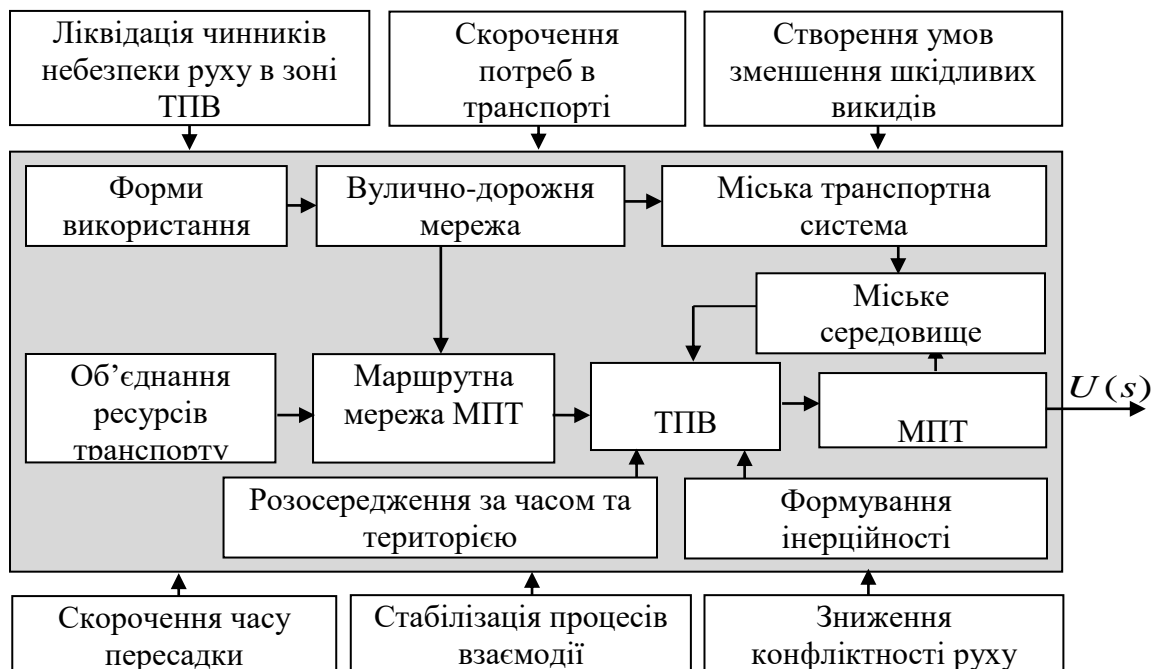 Ліквідація чинників
небезпеки руху в зоні
ТПВ
Скорочення
потреб в
транспорті
Створення умов
зменшення шкідливих
викидів
Форми
використання
Вулично-дорожня
мережа
Міська транспортна
система
Міське
середовище
Об’єднання
ресурсів
транспорту
Маршрутна
мережа МПТ
ТПВ
МПТ
U(s)
Розосередження за часом та
територією
Формування
інерційності
Скорочення часу
пересадки
Стабілізація процесів
взаємодії
Зниження
конфліктності руху